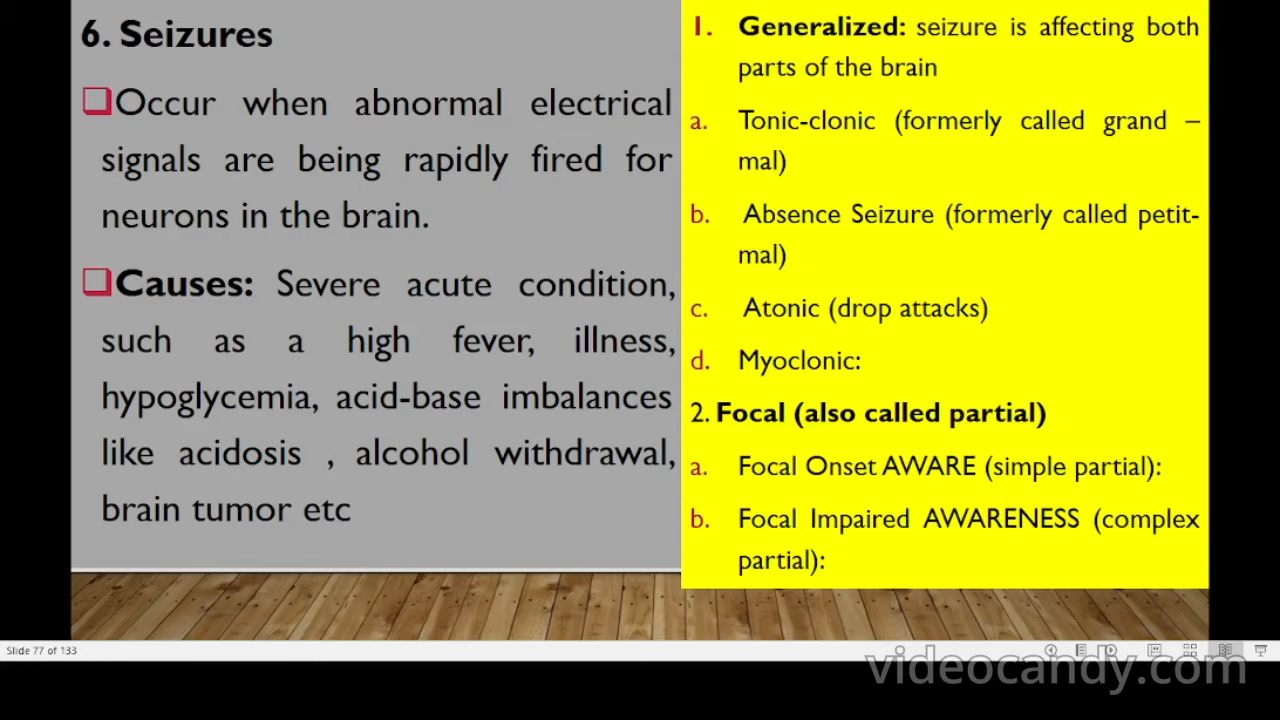 6. Seizures
❑Occur when abnormal electrical
signals are being rapidly fired for
neurons in the brain.
❑Causes: Severe acute condition,
such as a high fever, illness,
hypoglycemia, acid-base imbalances
like acidosis , alcohol withdrawal,
brain tumor etc
1. Generalized: seizure is affecting both
parts of the brain
a. Tonic-clonic (formerly called grand –
mal)
b. Absence Seizure (formerly called petit-
mal)
c. Atonic (drop attacks)
d. Myoclonic:
2. Focal (also called partial)
a. Focal Onset AWARE (simple partial):
b. Focal Impaired AWARENESS (complex
partial):
Slide 77 of 133
videocandy.com